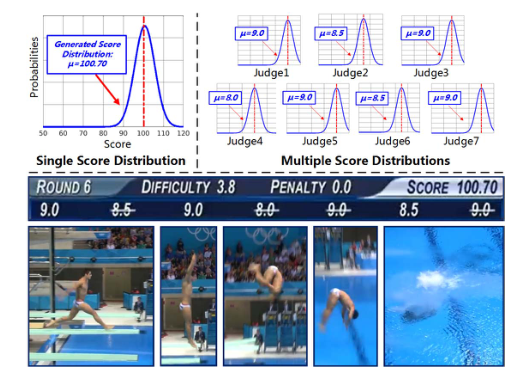 Probabilities
Generated Score
Distribution:
μ=100.70
50 60 70 80 90 100 110 120
Score
Single Score Distribution
μ=9.0
Judge1
μ=8.5
Judge2
μ=9.0
Judge3
μ=8.0
Judge4
μ=9.0
Judge5
μ=8.5
Judge6
μ=9.0
Judge7
Multiple Score Distributions
ROUND 6 DIFFICULTY 3.8 PENALTY 0.0 SCORE 100.70
9.0 8.5 9.0 8.0 9.0 8.5 9.0